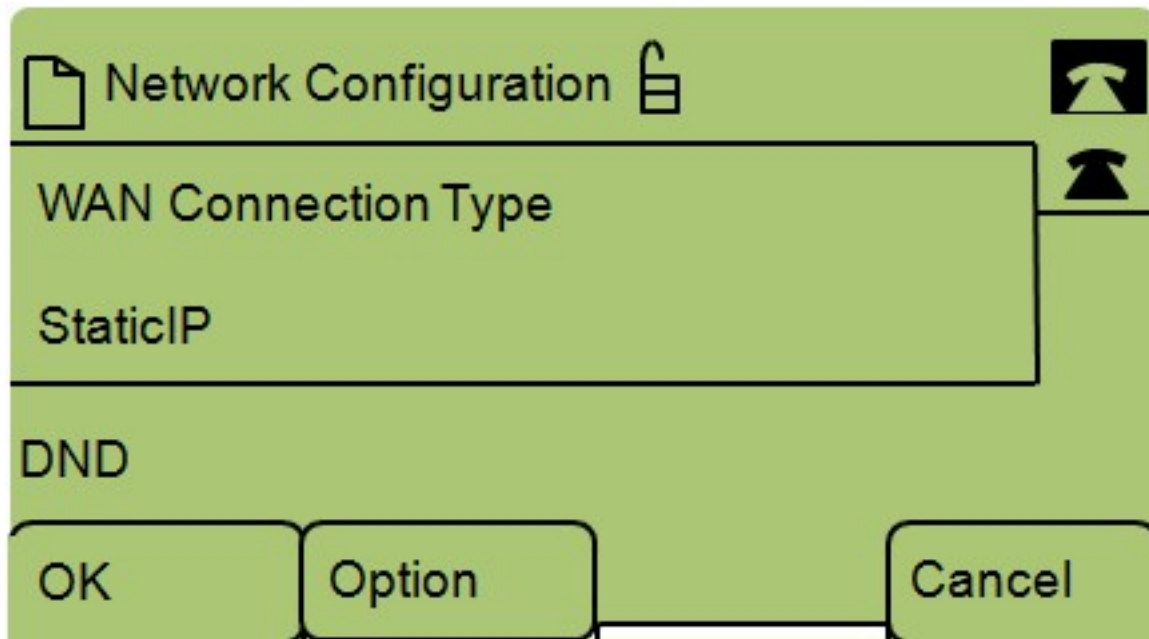 Network Configuration
WAN Connection Type
StaticIP
DND
OK Option Cancel